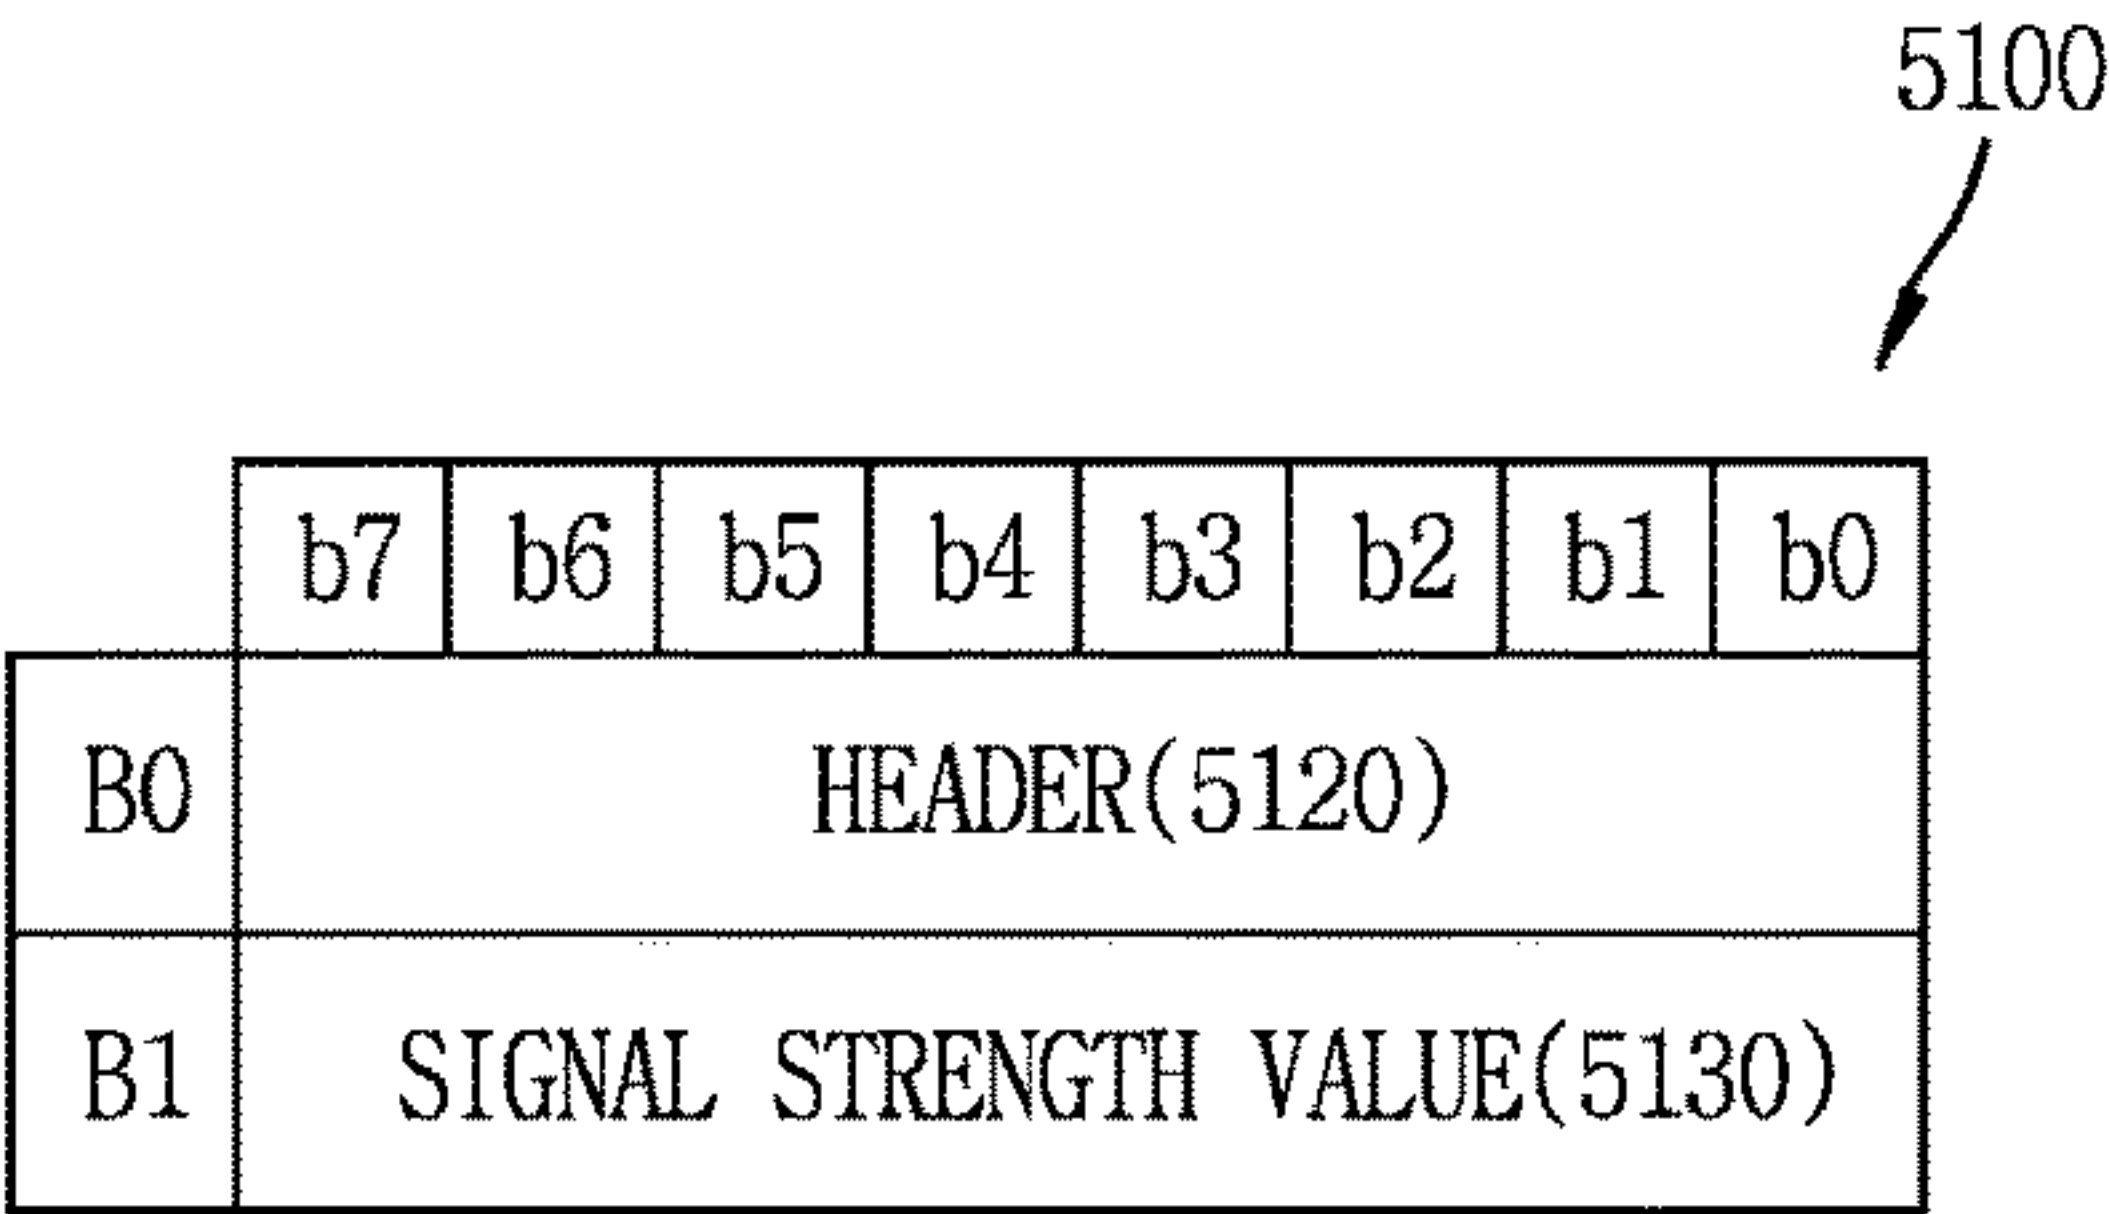 5100
b7 b6 b5 b4 b3 b2 b1 b0
B0 HEADER(5120)
B1 SIGNAL STRENGTH VALUE(5130)